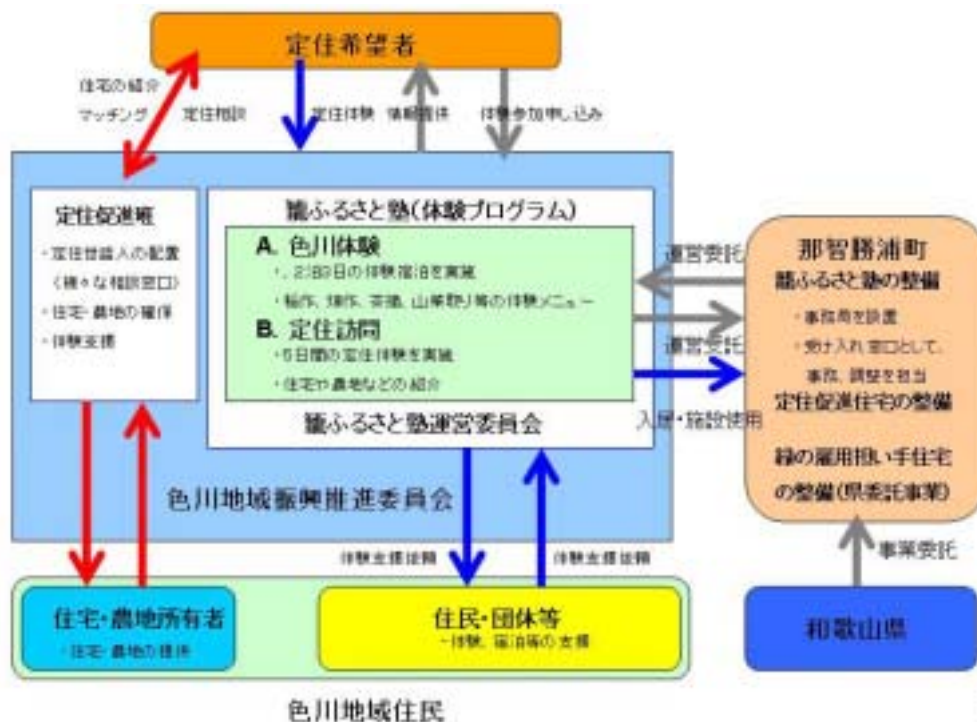 定住希望者
住宅の紹介
マッチング
定住相談
定住体験
情報提供
体験参加申し込み
定住促進班
・定住世話人の配置
(様々な相談窓口)
・住宅・農地の確保
・体験支援
籠ふるさと塾(体験プログラム)
A. 色川体験
・、2泊3日の体験宿泊を実施
・稲作、畑作、茶摘、山菜取り等の体験メニュー
B. 定住訪問
・5日間の定住体験を実施
・住宅や農地などの紹介
籠ふるさと塾運営委員会
色川地域振興推進委員会
運営委託
運営委託
入居・施設使用
那智勝浦町
籠ふるさと塾の整備
・事務局を設置
・受け入れ窓口として、
事務、調整を担当
定住促進住宅の整備
緑の雇用担い手住宅
の整備(県委託事業)
事業委託
和歌山県
体験支援依頼
体験支援依頼
住宅・農地所有者
・住宅・農地の提供
住民・団体等
・体験、宿泊等の支援
色川地域住民